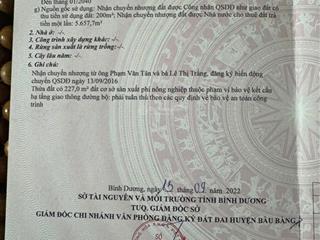 đến 01/2040
g) Nguồn gốc sử dụng: Nhận chuyển nhượng đất được Công nhận QSDĐ như giao đất có
thu tiền sử dụng đất: 200m²; Nhận chuyển nhượng đất được Nhà nước cho thuê đất trả
tiền một lần: 5.657,7m²
2. Nhà ở: -/-.
3. Công trình xây dựng khác: -/-.
4. Rừng sản xuất là rừng trồng: -/-.
5. Cây lâu năm: -/-.
6. Ghi chú:
Nhận chuyển nhượng từ ông Phạm Văn Tân và bà Lê Thị Trắng, đăng ký biến động
chuyển QSDĐ ngày 13/09/2016
Thửa đất có 227,0 m² đất cơ sở sản xuất phi nông nghiệp thuộc phạm vi bảo vệ kết cấu
hạ tầng giao thông đường bộ: phải tuân thủ theo các quy định về bảo vệ an toàn công
trình
Bình Dương, ngày 15 tháng 09 năm 2022
SỞ TÀI NGUYÊN VÀ MÔI TRƯỜNG TỈNH BÌNH DƯƠNG
TUQ. GIÁM ĐỐC SỞ
GIÁM ĐỐC CHI NHÁNH VĂN PHÒNG ĐĂNG KÝ ĐẤT ĐAI HUYỆN BÀU BÀNG